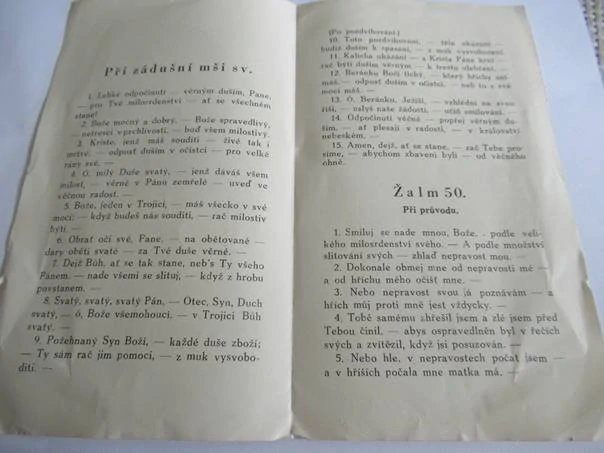 Při zádušní mši sv.
1. Lehké odpočinutí — věrným duším, Pane,
— pro Tvé milosrdenství — ať se všechněm
stane!
2. Bože mocný a dobrý, — Bože spravedlivý,
— netresci v prchlivosti, — buď všem milostivý.
3. Kriste, jenž máš souditi — živé tak i
mrtvé, — odpusť duším v očistci — pro velké
rány své. —
4. Ó, milý Duše svatý, — jenž dáváš všem
milost, — věrné v Pánu zemřelé — uveď ve
věčnou radost. —
5. Bože, jeden v Trojici, — máš všecko v své
moci: — když budeš nás souditi, — rač milostiv
býti. —
6. Obrať oči své, Pane, — na obětované —
dary oběti svaté — za Tvé duše věrné. —
7. Dejž Bůh, ať se tak stane, neb's Ty všeho
Pánem. — nade všemi se slituj, — když z hrobu
povstanem. —
8. Svatý, svatý, svatý Pán, — Otec, Syn, Duch
svatý, — ó, Bože všemohoucí, — v Trojici Bůh
svatý. —
9. Požehnaný Syn Boží, — každé duše zboží;
— Ty sám rač jim pomoci, — z muk vysvobo-
diti. —
(Po pozdvihování.)
10. Toto pozdvihování, — těla ukázání —
budiž duším k spasení, — z muk vysvobození.
11. Kalicha ukázání — a Krista Pána krví
rač býti duším věrným — k trestu ulehčení. —
12. Beránku Boží tichý, — který hříchy sní-
máš, — odpusť duším v očistci, — neb to v své
moci máš. —
13. Ó, Beránku, Ježíši, — vzhlédni na svou
říši, — uslyš naše žádosti, — utiš smilování. —
14. Odpočinutí věčné — popřej věrným du-
ším, — ať plesají v radosti, — v království
nebeském. —
15. Amen, dejž, ať se stane, — zač Tebe pro-
síme, — abychom zbaveni byli — od věčného
ohně. —
Žalm 50.
Při průvodu.
1. Smiluj se nade mnou, Bože, - podle veli-
kého milosrdenství svého. — A podle množství
slitování svých — zhlaď nepravost mou. —
2. Dokonale obmej mne od nepravosti mé —
a od hříchu mého očisť mne. —
3. Nebo nepravost svou já poznávám — a
hřích můj proti mně jest vždycky. —
4. Tobě samému zhřešil jsem a zlé jsem před
Tebou činil, — abys ospravedlněn byl v řečích
svých a zvítězil, když jsi posuzován. —
5. Nebo hle, v nepravostech počat jsem —
a v hříších počala mne matka má. —